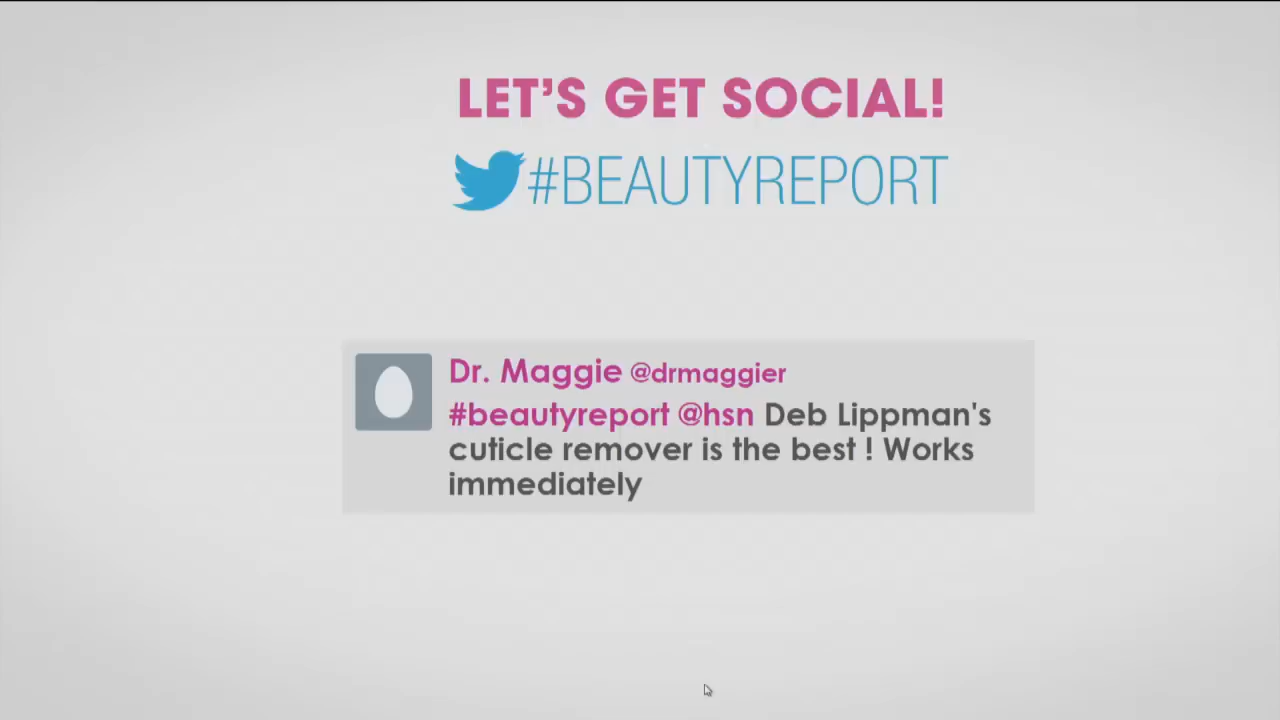 LET'S GET SOCIAL!
#BEAUTYREPORT
Dr. Maggie @drmaggier
#beautyreport @hsn Deb Lippman's
cuticle remover is the best ! Works
immediately